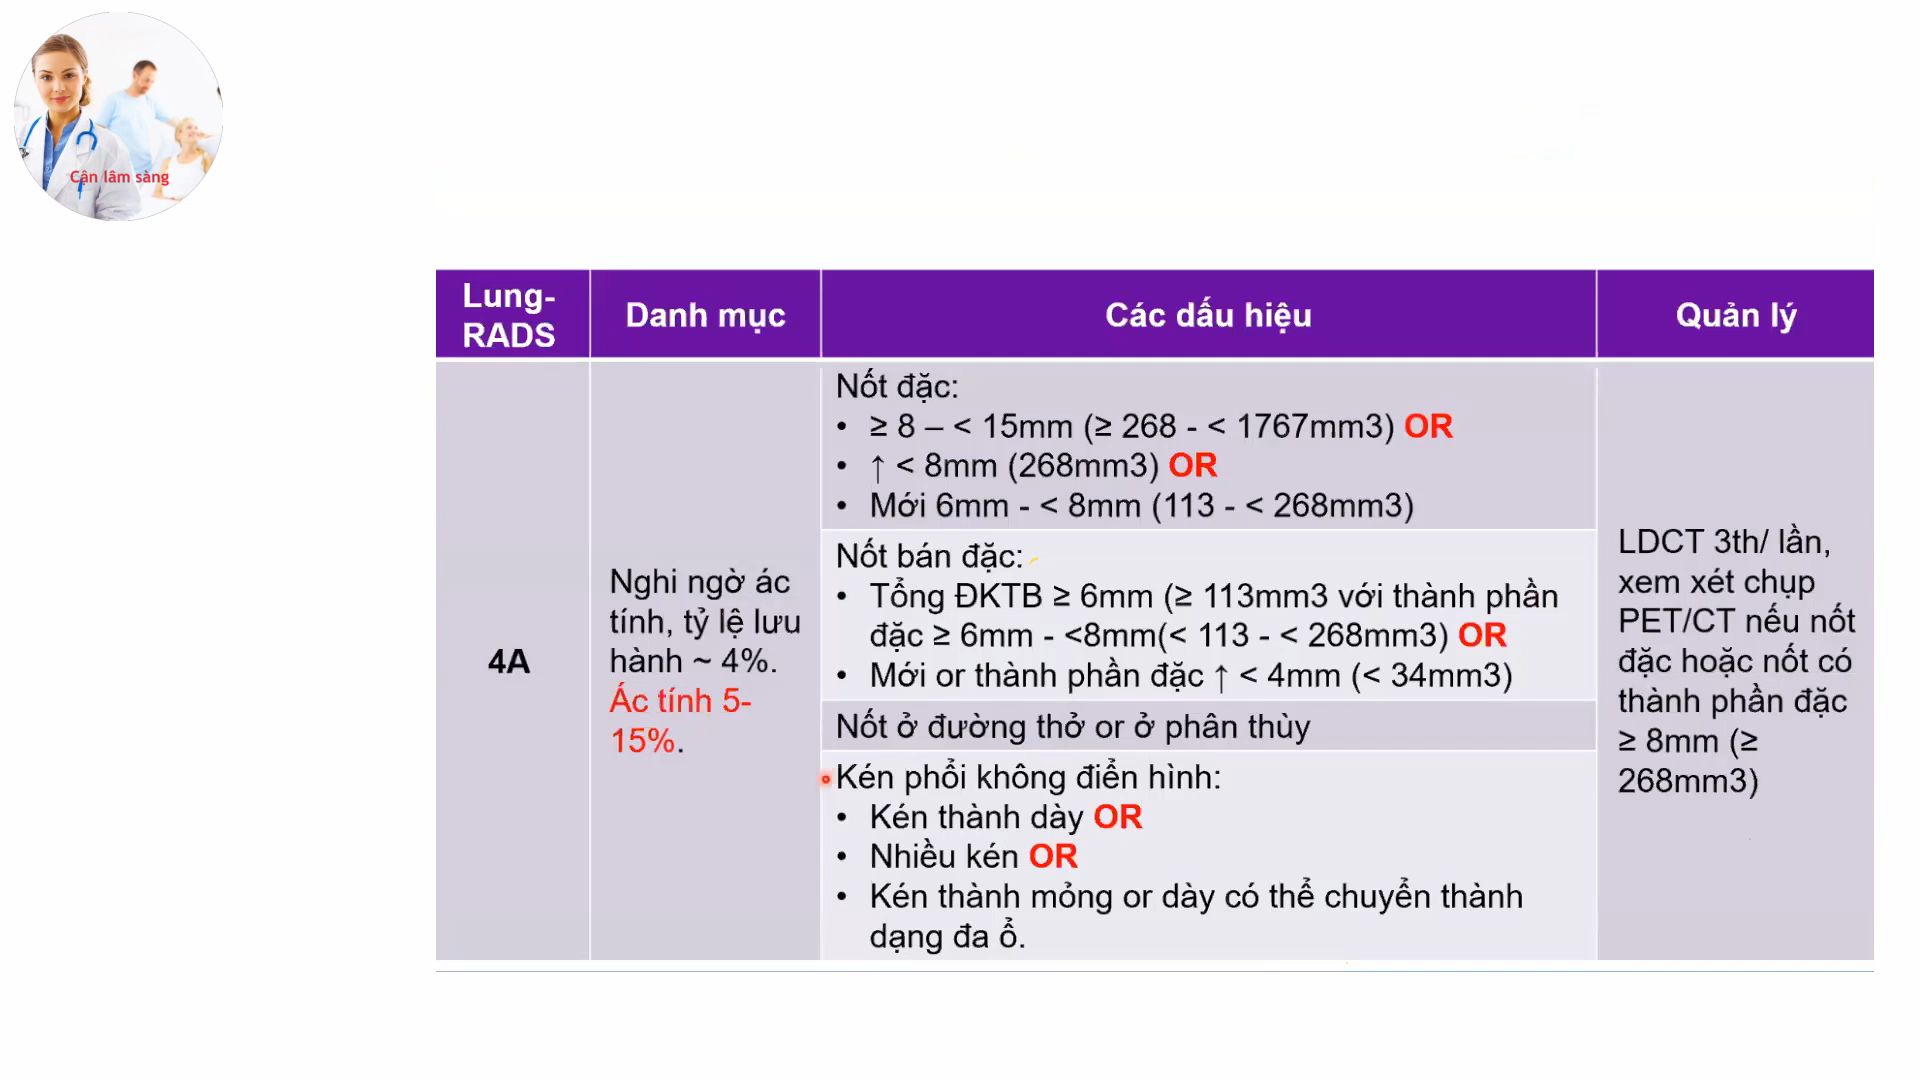 Cận lâm sàng
Lung-
RADS
Danh mục
Các dấu hiệu
Quản lý
4A
Nghi ngờ ác
tính, tỷ lệ lưu
hành ~ 4%.
Ác tính 5-
15%.
Nốt đặc:
• ≥ 8 – < 15mm (≥ 268 - < 1767mm3) OR
• ↑ < 8mm (268mm3) OR
• Mới 6mm - < 8mm (113 - < 268mm3)
Nốt bán đặc:
• Tổng ĐKTB ≥ 6mm (≥ 113mm3 với thành phần
đặc ≥ 6mm - <8mm(< 113 - < 268mm3) OR
• Mới or thành phần đặc ↑ < 4mm (< 34mm3)
Nốt ở đường thở or ở phân thùy
Kén phổi không điển hình:
• Kén thành dày OR
• Nhiều kén OR
• Kén thành mỏng or dày có thể chuyển thành
dạng đa ổ.
LDCT 3th/ lần,
xem xét chụp
PET/CT nếu nốt
đặc hoặc nốt có
thành phần đặc
≥ 8mm (≥
268mm3)